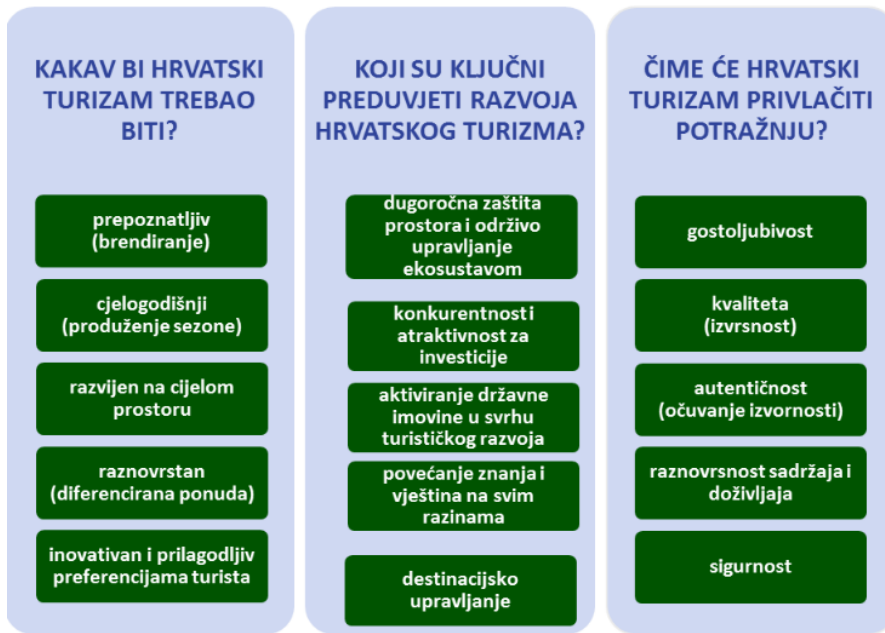 KAKAV BI HRVATSKI
TURIZAM TREBAO
BITI?
prepoznatljiv
(brendiranje)
cjelogodišnji
(produženje sezone)
razvijen na cijelom
prostoru
raznovrstan
(diferencirana ponuda)
inovativan i prilagodljiv
preferencijama turista
KOJI SU KLJUČNI
PREDUVJETI RAZVOJA
HRVATSKOG TURIZMA?
dugoročna zaštita
prostora i održivo
upravljanje
ekosustavom
konkurentnost i
atraktivnost za
investicije
aktiviranje državne
imovine u svrhu
turističkog razvoja
povećanje znanja i
vještina na svim
razinama
destinacijsko
upravljanje
ČIME ĆE HRVATSKI
TURIZAM PRIVLAČITI
POTRAŽNJU?
gostoljubivost
kvaliteta
(izvrsnost)
autentičnost
(očuvanje izvornosti)
raznovrsnost sadržaja i
doživljaja
sigurnost